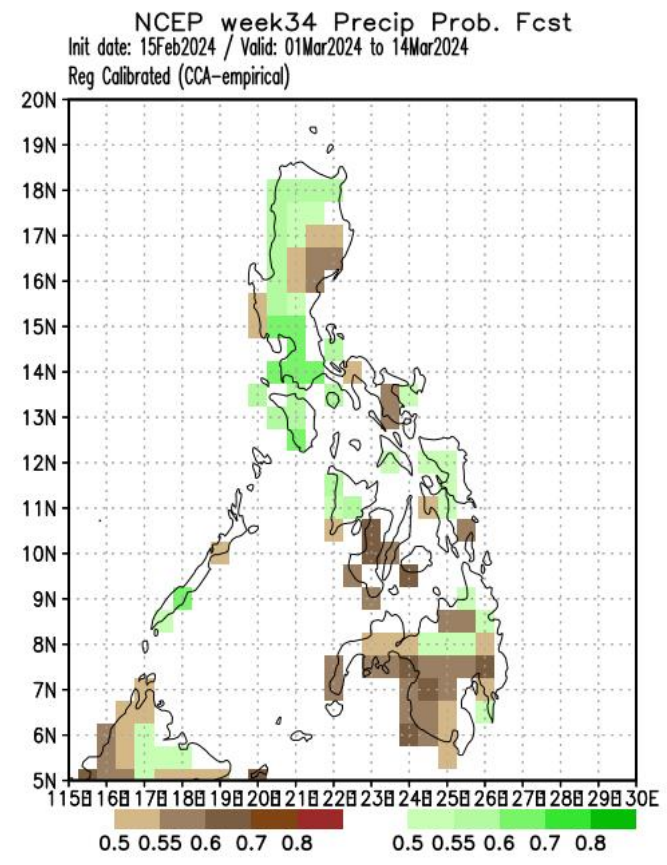 NCEP week34 Precip Prob. Fcst
Init date: 15Feb2024 / Valid: 01Mar2024 to 14Mar2024
Reg Calibrated (CCA-empirical)
20N
19N
18N
17N
16N
15N
14N
13N
12N
11N
10N
9N
8N
7N
6N
5N
115E 116E 117E 118E 119E 120E 121E 122E 123E 124E 125E 126E 127E 128E 129E 130E
0.5 0.55 0.6 0.7 0.8 0.5 0.55 0.6 0.7 0.8